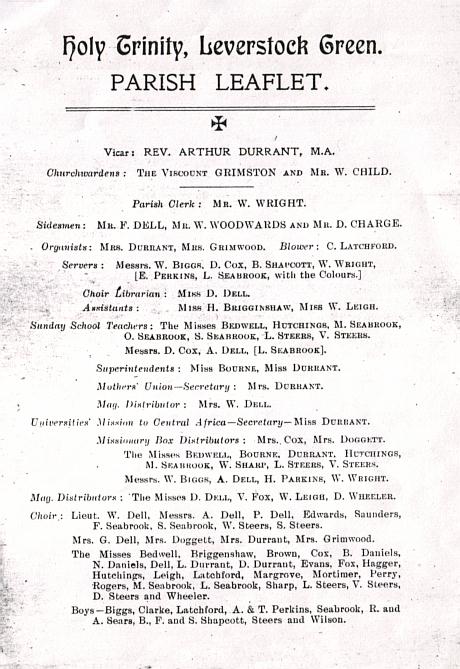 Holy Trinity, Leverstock Green.
PARISH LEAFLET.
✠
Vicar: REV. ARTHUR DURRANT, M.A.
Churchwardens: THE VISCOUNT GRIMSTON AND MR. W. CHILD.
Parish Clerk: MR. W. WRIGHT.
Sidesmen: MR. F. DELL, MR. W. WOODWARDS AND MR. D. CHARGE.
Organists: MRS. DURRANT, MRS. GRIMWOOD. Blower: C. LATCHFORD.
Servers: MESSRS. W. BIGGS, D. COX, B. SHAPCOTT, W. WRIGHT,
[E. PERKINS, L. SEABROOK, with the Colours.]
Choir Librarian: MISS D. DELL.
Assistants: MISS H. BRIGGINSHAW, MISS W. LEIGH.
Sunday School Teachers: THE MISSES BEDWELL, HUTCHINGS, M. SEABROOK,
O. SEABROOK, S. SEABROOK, L. STEERS, V. STEERS.
MESSRS. D. COX, A. DELL, [L. SEABROOK].
Superintendents: MISS BOURNE, MISS DURRANT.
Mothers' Union—Secretary: MRS. DURRANT.
Mag. Distributor: MRS. W. DELL.
Universities' Mission to Central Africa—Secretary—MISS DURRANT.
Missionary Box Distributors: MRS. COX, MRS. DOGGETT.
The MISSES BEDWELL, BOURNE, DURRANT, HUTCHINGS,
M. SEABROOK, W. SHARP, L. STEERS, V. STEERS.
MESSRS. W. BIGGS, A. DELL, H. PARKINS, W. WRIGHT.
Mag. Distributors: The MISSES D. DELL, V. FOX, W. LEIGH, D. WHEELER.
Choir: Lieut. W. Dell, Messrs. A. Dell, P. Dell, Edwards, Saunders,
F. Seabrook, S. Seabrook, W. Steers, S. Steers.
Mrs. G. Dell, Mrs. Doggett, Mrs. Durrant, Mrs. Grimwood.
The Misses Bedwell, Briggenshaw, Brown, Cox, B. Daniels,
N. Daniels, Dell, L. Durrant, D. Durrant, Evans, Fox, Hagger,
Hutchings, Leigh, Latchford, Margrove, Mortimer, Perry,
Rogers, M. Seabrook, L. Seabrook, Sharp, L. Steers, V. Steers,
D. Steers and Wheeler.
Boys—Biggs, Clarke, Latchford, A. & T. Perkins, Seabrook, R. and
A. Sears, B., F. and S. Shapcott, Steers and Wilson.